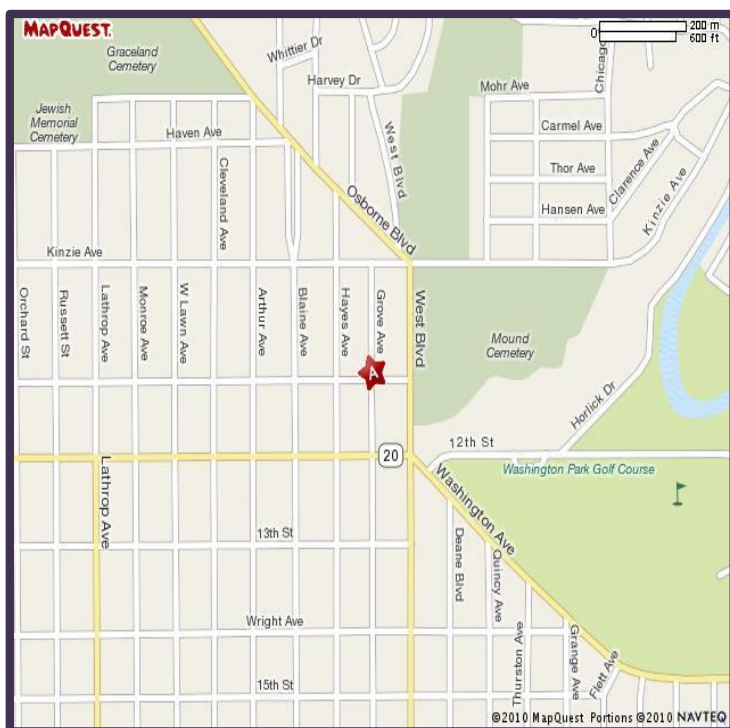 MAPQUEST.
0
200 m
600 ft
Graceland
Cemetery
Whittier Dr
Harvey Dr
Mohr Ave
Chicago
Jewish
Memorial
Cemetery
Haven Ave
Cleveland Ave
West Blvd
Carmel Ave
Thor Ave
Clarence Ave
Hansen Ave
Kinzie Ave
Osborne Blvd
Kinzie Ave
Orchard St
Russett St
Lathrop Ave
Monroe Ave
W Lawn Ave
Arthur Ave
Blaine Ave
Hayes Ave
Grove Ave
West Blvd
Mound
Cemetery
A
Horlick Dr
12th St
20
Washington Park Golf Course
Lathrop Ave
Washington Ave
13th St
Deane Blvd
Quincy Ave
Wright Ave
Thurston Ave
Grange Ave
Flett Ave
15th St
©2010 MapQuest Portions ©2010 NAVTEQ